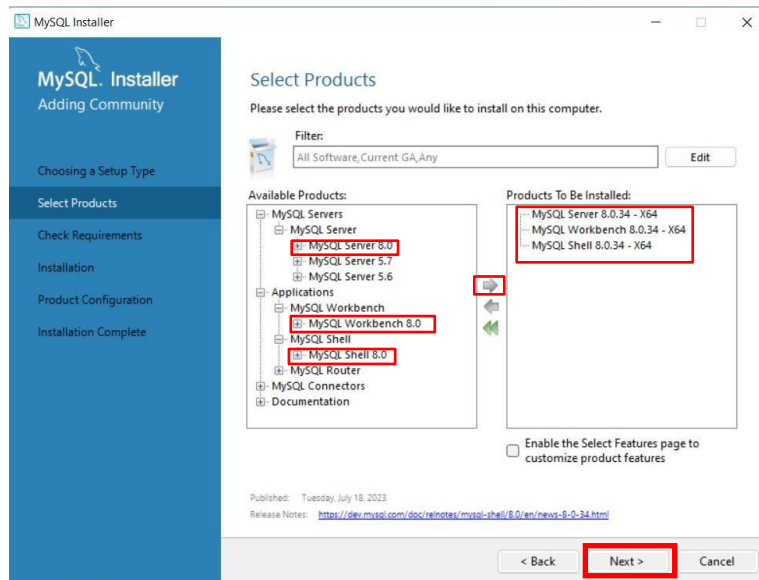 MySQL Installer
MySQL. Installer
Adding Community
Choosing a Setup Type
Select Products
Check Requirements
Installation
Product Configuration
Installation Complete
Select Products
Please select the products you would like to install on this computer.
Filter:
All Software,Current GA,Any
Edit
Available Products:
MySQL Servers
MySQL Server
MySQL Server 8.0
MySQL Server 5.7
MySQL Server 5.6
Applications
MySQL Workbench
MySQL Workbench 8.0
MySQL Shell
MySQL Shell 8.0
MySQL Router
MySQL Connectors
Documentation
Products To Be Installed:
MySQL Server 8.0.34 - X64
MySQL Workbench 8.0.34 - X64
MySQL Shell 8.0.34 - X64
Enable the Select Features page to
customize product features
Published: Tuesday, July 18, 2023
Release Notes: https://dev.mysql.com/doc/relnotes/mysql-shell/8.0/en/news-8-0-34.html
< Back
Next >
Cancel